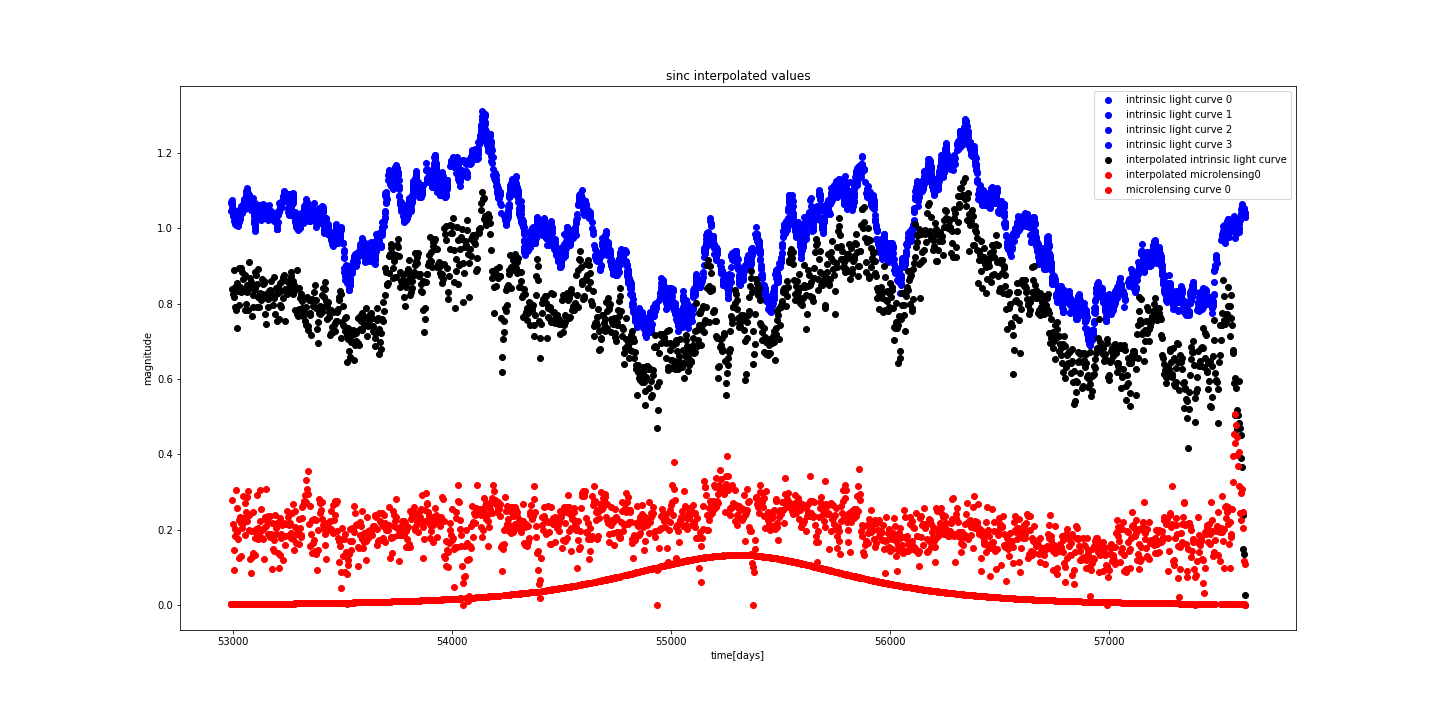 sinc interpolated values
intrinsic light curve 0
intrinsic light curve 1
intrinsic light curve 2
intrinsic light curve 3
interpolated intrinsic light curve
interpolated microlensing0
microlensing curve 0
magnitude
1.2
1.0
0.8
0.6
0.4
0.2
0.0
53000 54000 55000 56000 57000
time[days]